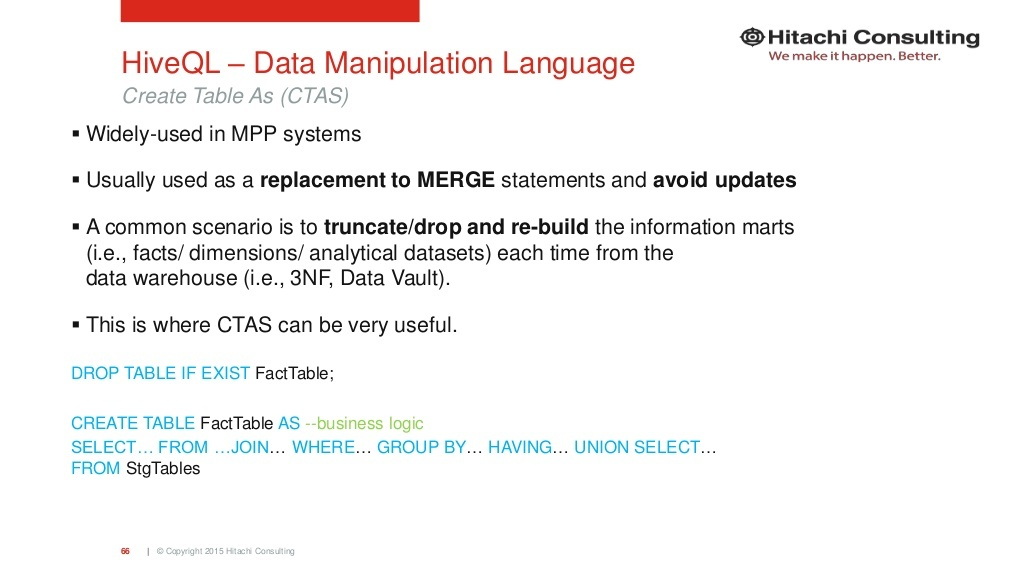 Hitachi Consulting
We make it happen. Better.
HiveQL – Data Manipulation Language
Create Table As (CTAS)
▪ Widely-used in MPP systems
▪ Usually used as a replacement to MERGE statements and avoid updates
▪ A common scenario is to truncate/drop and re-build the information marts
(i.e., facts/ dimensions/ analytical datasets) each time from the
data warehouse (i.e., 3NF, Data Vault).
▪ This is where CTAS can be very useful.
DROP TABLE IF EXIST FactTable;
CREATE TABLE FactTable AS --business logic
SELECT… FROM …JOIN… WHERE… GROUP BY… HAVING… UNION SELECT…
FROM StgTables
66 | © Copyright 2015 Hitachi Consulting